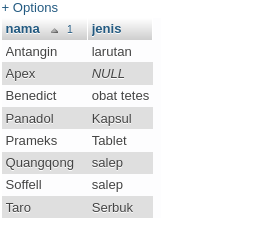 + Options
nama 1 jenis
Antangin larutan
Apex NULL
Benedict obat tetes
Panadol Kapsul
Prameks Tablet
Quangqong salep
Soffell salep
Taro Serbuk